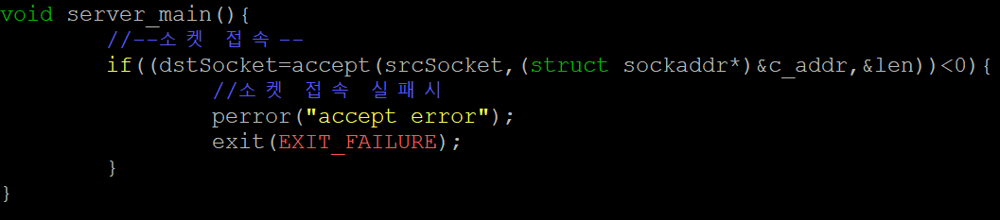 void server_main(){
//--소켓 접속--
if((dstSocket=accept(srcSocket,(struct sockaddr*)&c_addr,&len))<0){
//소켓 접속 실패시
perror("accept error");
exit(EXIT_FAILURE);
}
}